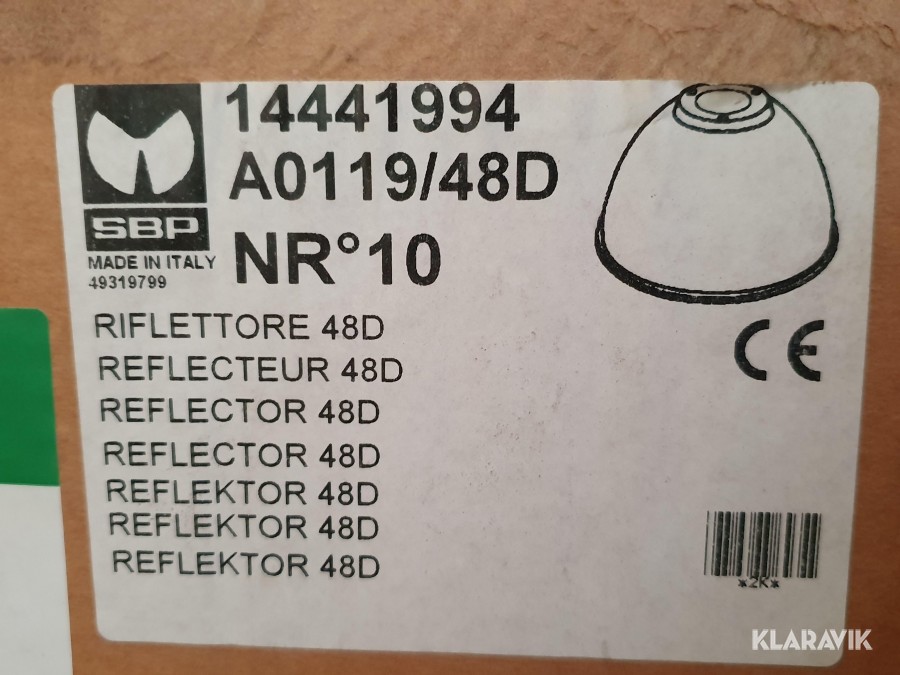 14441994
A0119/48D
SBP
MADE IN ITALY
49319799
NR°10
RIFLETTORE 48D
REFLECTEUR 48D
REFLECTOR 48D
REFLECTOR 48D
REFLEKTOR 48D
REFLEKTOR 48D
REFLEKTOR 48D
CE
*2K*
KLARAVIK